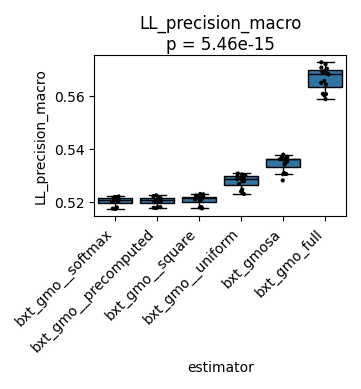 LL_precision_macro
p = 5.46e-15
LL_precision_macro
0.56
0.54
0.52
bxt_gmo__softmax
bxt_gmo__precomputed
bxt_gmo__square
bxt_gmo__uniform
bxt_gmosa
bxt_gmo_full
estimator